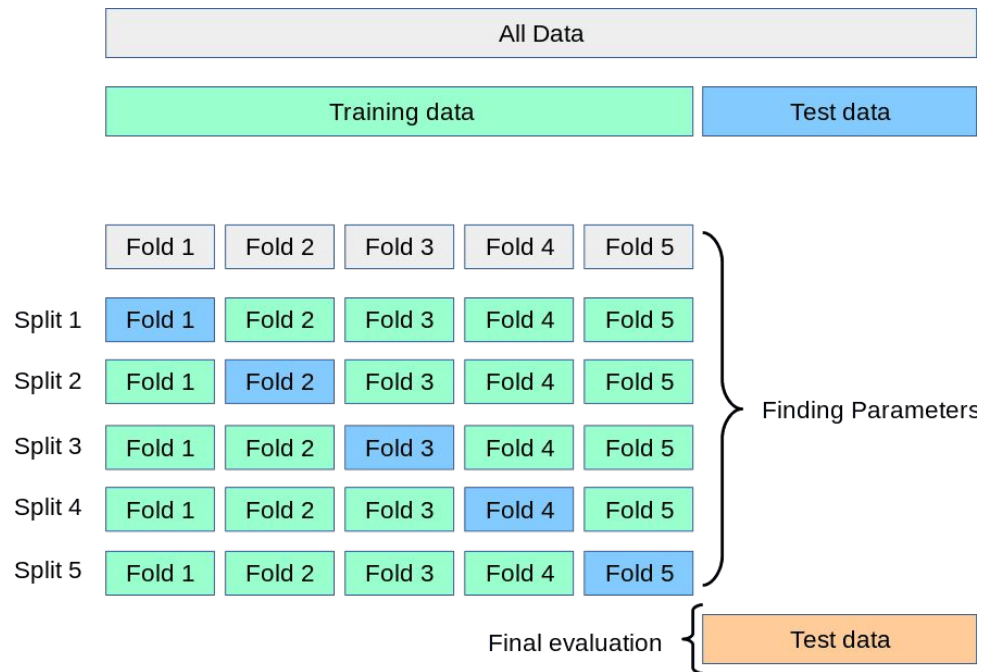 All Data
Training data Test data
Fold 1 Fold 2 Fold 3 Fold 4 Fold 5
Split 1 Fold 1 Fold 2 Fold 3 Fold 4 Fold 5
Split 2 Fold 1 Fold 2 Fold 3 Fold 4 Fold 5
Finding Parameters
Split 3 Fold 1 Fold 2 Fold 3 Fold 4 Fold 5
Split 4 Fold 1 Fold 2 Fold 3 Fold 4 Fold 5
Split 5 Fold 1 Fold 2 Fold 3 Fold 4 Fold 5
Final evaluation Test data